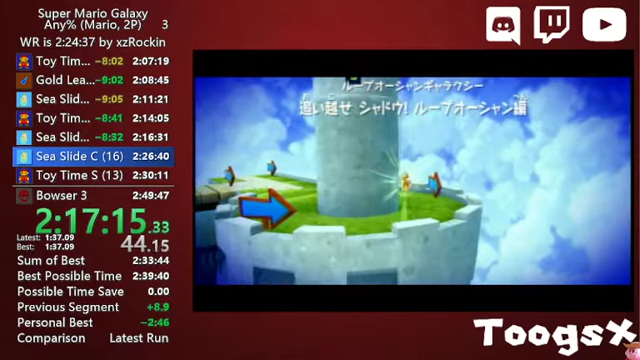 Super Mario Galaxy
Any% (Mario, 2P) 3
WR is 2:24:37 by xzRockin
Toy Tim... −8:02 2:07:19
Gold Lea... −9:02 2:08:45
Sea Slid... −9:05 2:11:21
Toy Tim... −8:41 2:14:05
Sea Slid... −8:32 2:16:31
Sea Slide C (16) 2:26:40
Toy Time S (13) 2:30:11
Bowser 3 2:49:47
2:17:15.33
Latest: 1:37.09
Best: 1:37.09
44.15
Sum of Best 2:33:44
Best Possible Time 2:39:40
Possible Time Save 0.00
Previous Segment +8.9
Personal Best −2:46
Comparison Latest Run
ループオーシャンギャラクシー
追い越せ シャドウ! ループオーシャン編
ToogsX